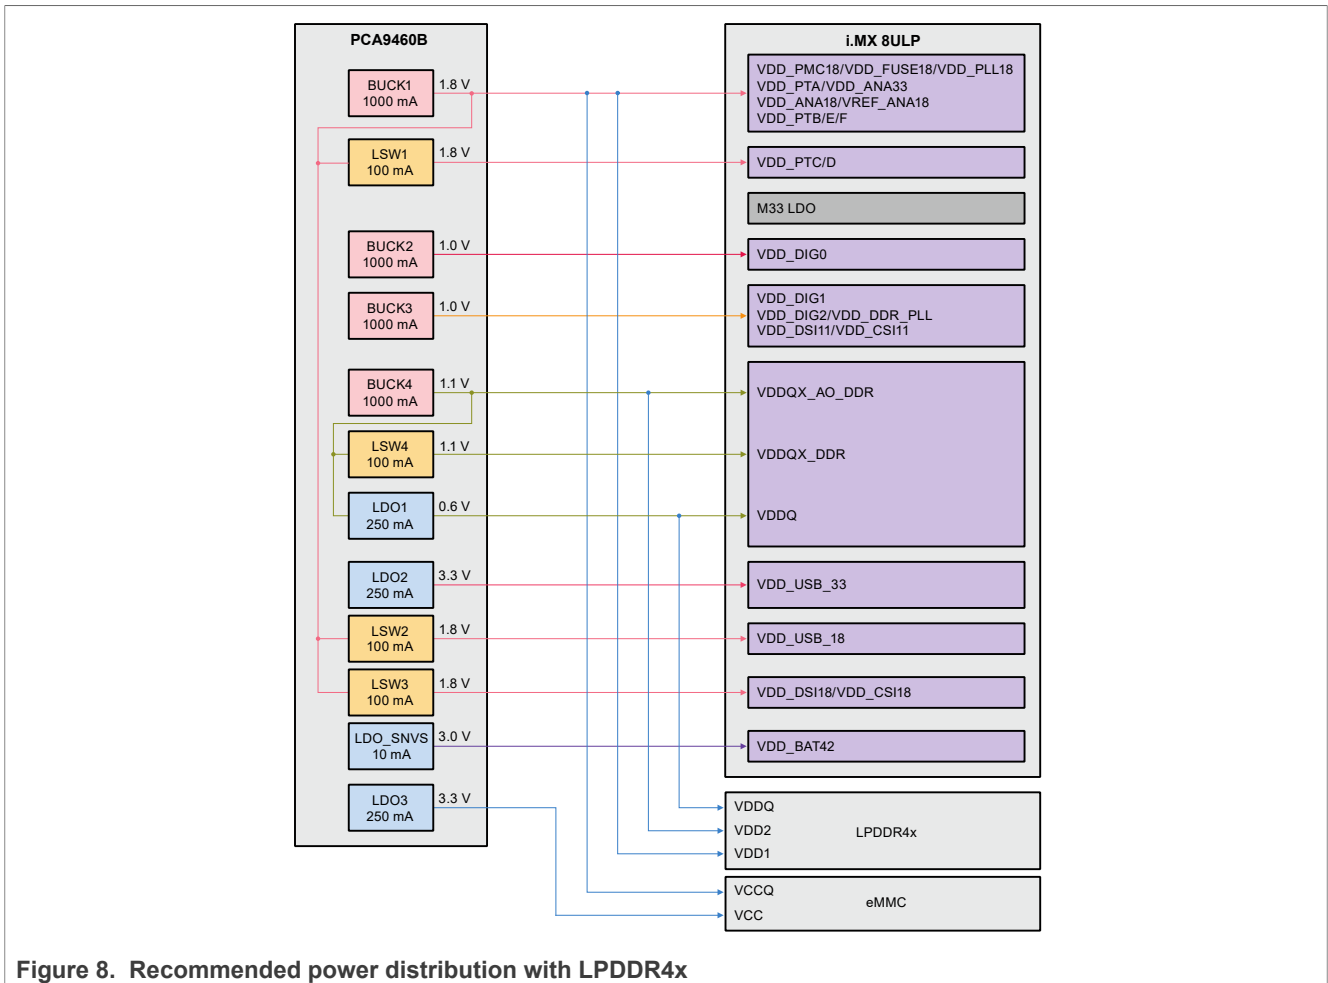 PCA9460B
BUCK1
1000 mA
1.8 V
LSW1
100 mA
1.8 V
BUCK2
1000 mA
1.0 V
BUCK3
1000 mA
1.0 V
BUCK4
1000 mA
1.1 V
LSW4
100 mA
1.1 V
LDO1
250 mA
0.6 V
LDO2
250 mA
3.3 V
LSW2
100 mA
1.8 V
LSW3
100 mA
1.8 V
LDO_SNVS
10 mA
3.0 V
LDO3
250 mA
3.3 V
i.MX 8ULP
VDD_PMC18/VDD_FUSE18/VDD_PLL18
VDD_PTA/VDD_ANA33
VDD_ANA18/VREF_ANA18
VDD_PTB/E/F
VDD_PTC/D
M33 LDO
VDD_DIG0
VDD_DIG1
VDD_DIG2/VDD_DDR_PLL
VDD_DSI11/VDD_CSI11
VDDQX_AO_DDR
VDDQX_DDR
VDDQ
VDD_USB_33
VDD_USB_18
VDD_DSI18/VDD_CSI18
VDD_BAT42
VDDQ
VDD2
VDD1
LPDDR4x
VCCQ
VCC
eMMC
Figure 8. Recommended power distribution with LPDDR4x